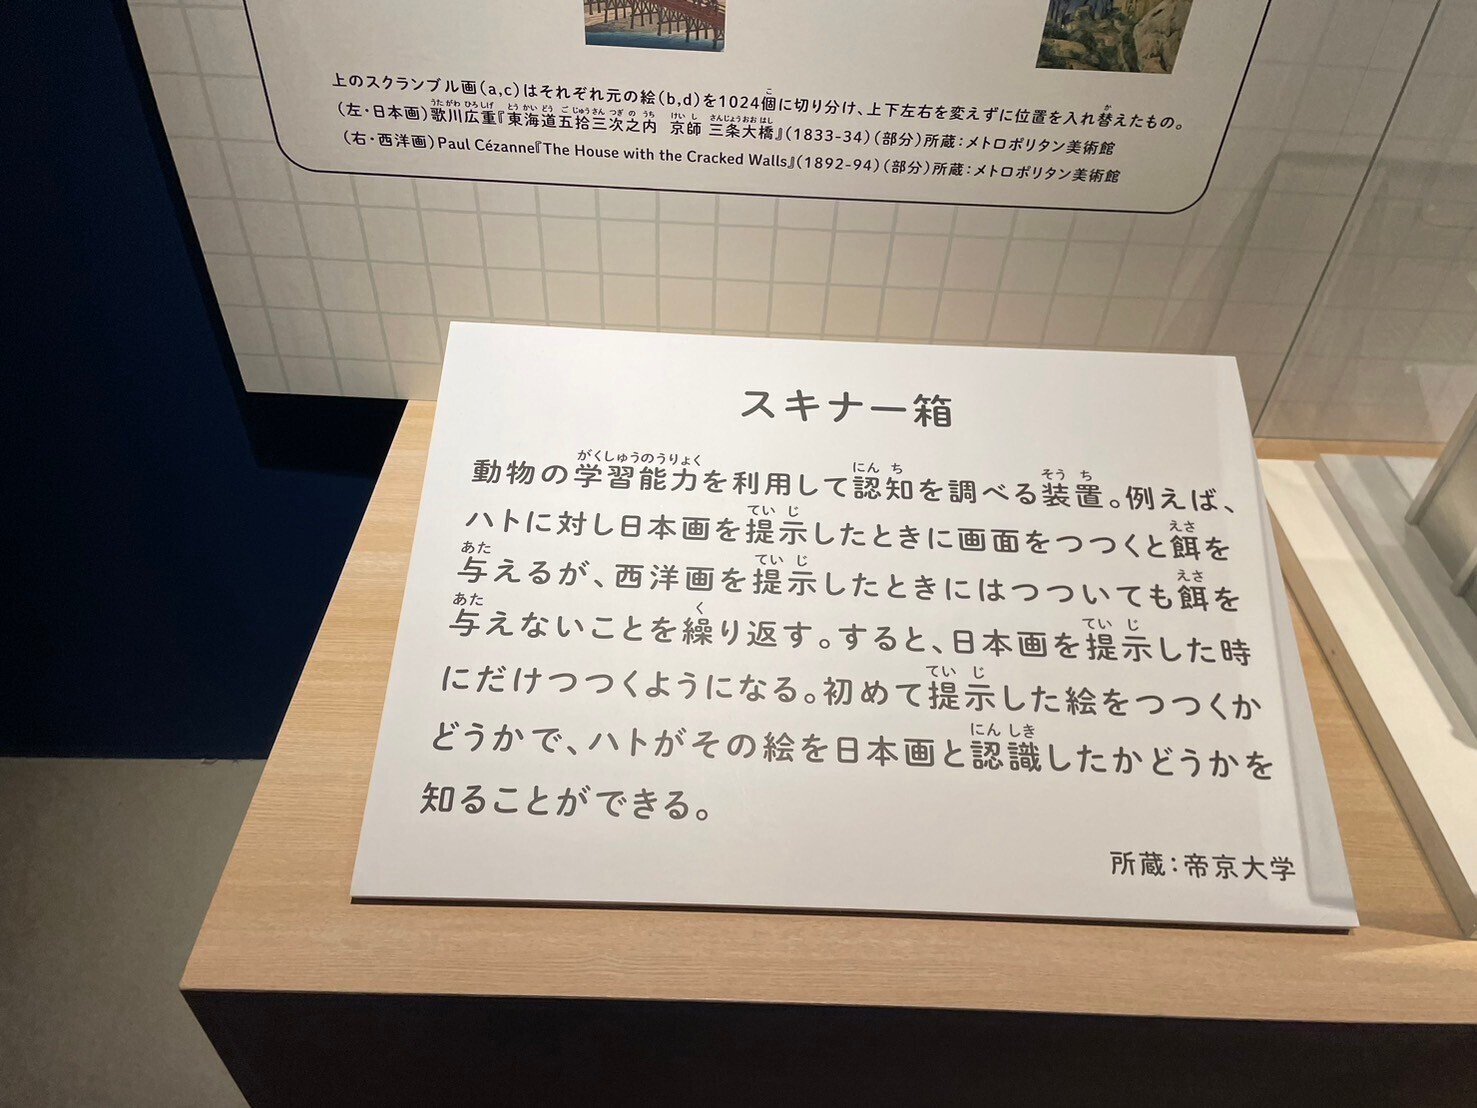 上のスクランブル画(a,c)はそれぞれ元の絵(b,d)を1024個に切り分け、上下左右を変えずに位置を入れ替えたもの。
(左・日本画)歌川広重『東海道五拾三次之内 京師 三条大橋』(1833-34)(部分)所蔵:メトロポリタン美術館
(右・西洋画)Paul Cézanne『The House with the Cracked Walls』(1892-94)(部分)所蔵:メトロポリタン美術館
スキナー箱
動物の学習能力を利用して認知を調べる装置。例えば、
ハトに対し日本画を提示したときに画面をつつくと餌を
与えるが、西洋画を提示したときにはつついても餌を
与えないことを繰り返す。すると、日本画を提示した時
にだけつつくようになる。初めて提示した絵をつつくか
どうかで、ハトがその絵を日本画と認識したかどうかを
知ることができる。
所蔵:帝京大学